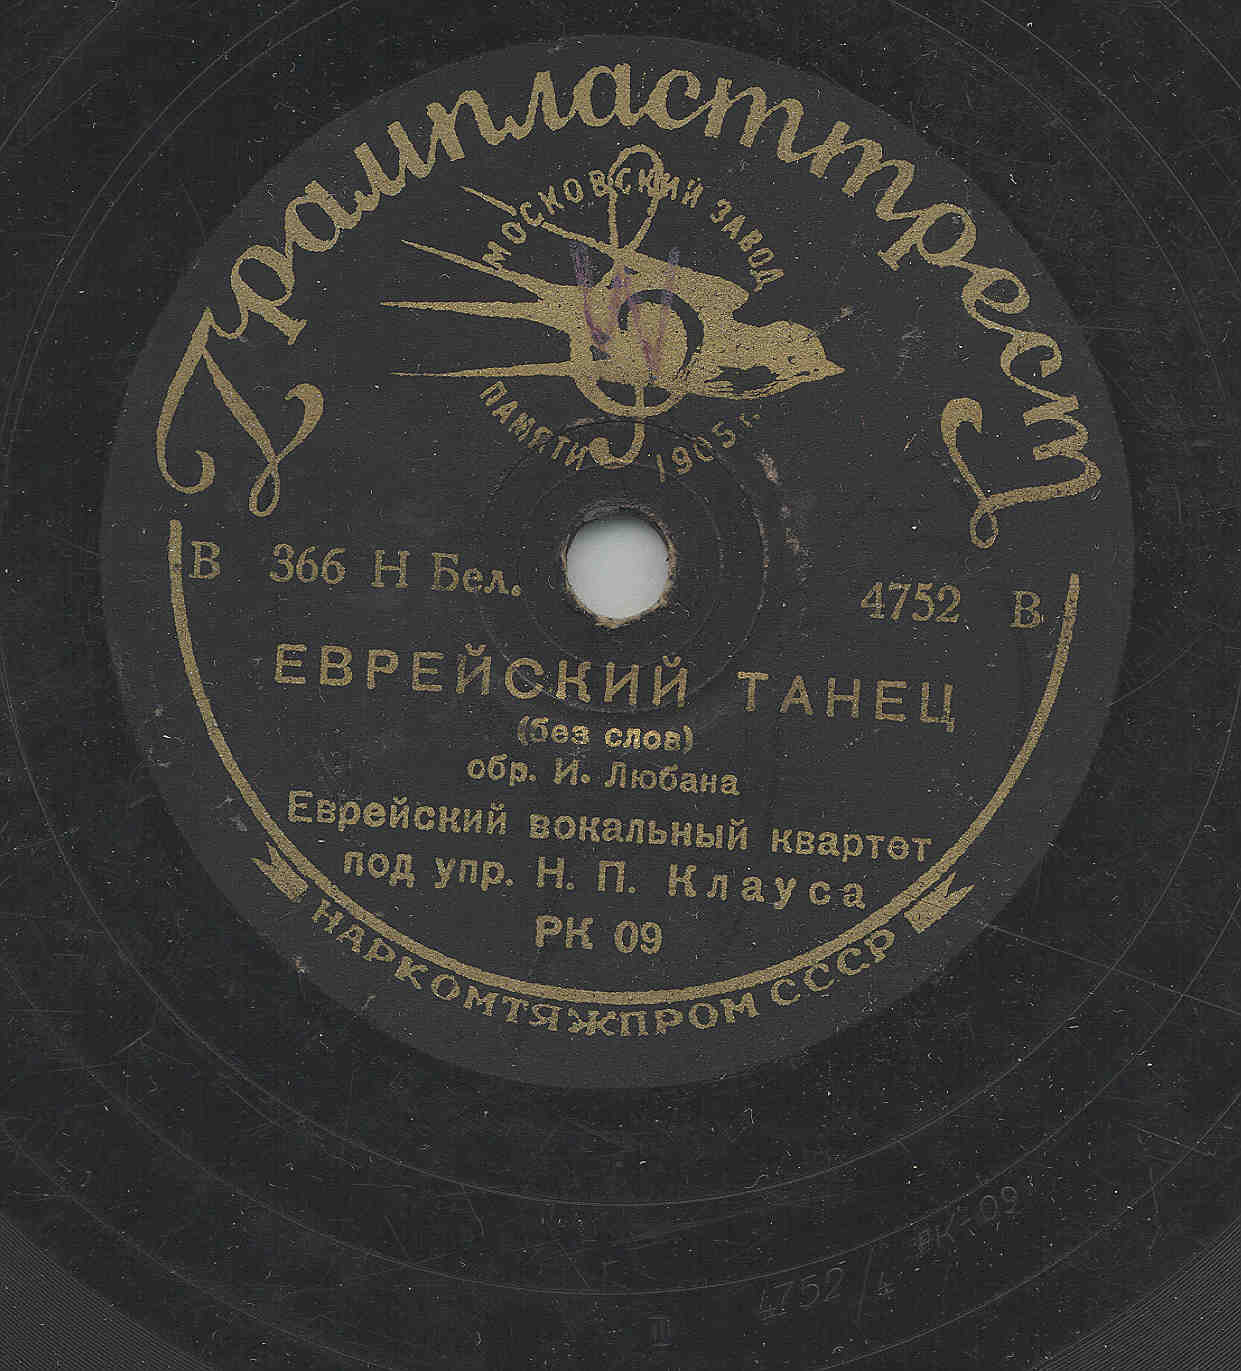 Грампласттрест
МОСКОВСКИЙ ЗАВОД
ПАМЯТИ 1905 г.
В 366 Н Бел. 4752 В
ЕВРЕЙСКИЙ ТАНЕЦ
(без слов)
обр. И. Любана
Еврейский вокальный квартет
под упр. Н. П. Клауса
РК 09
НАРКОМТЯЖПРОМ СССР
РК-09
4752/4